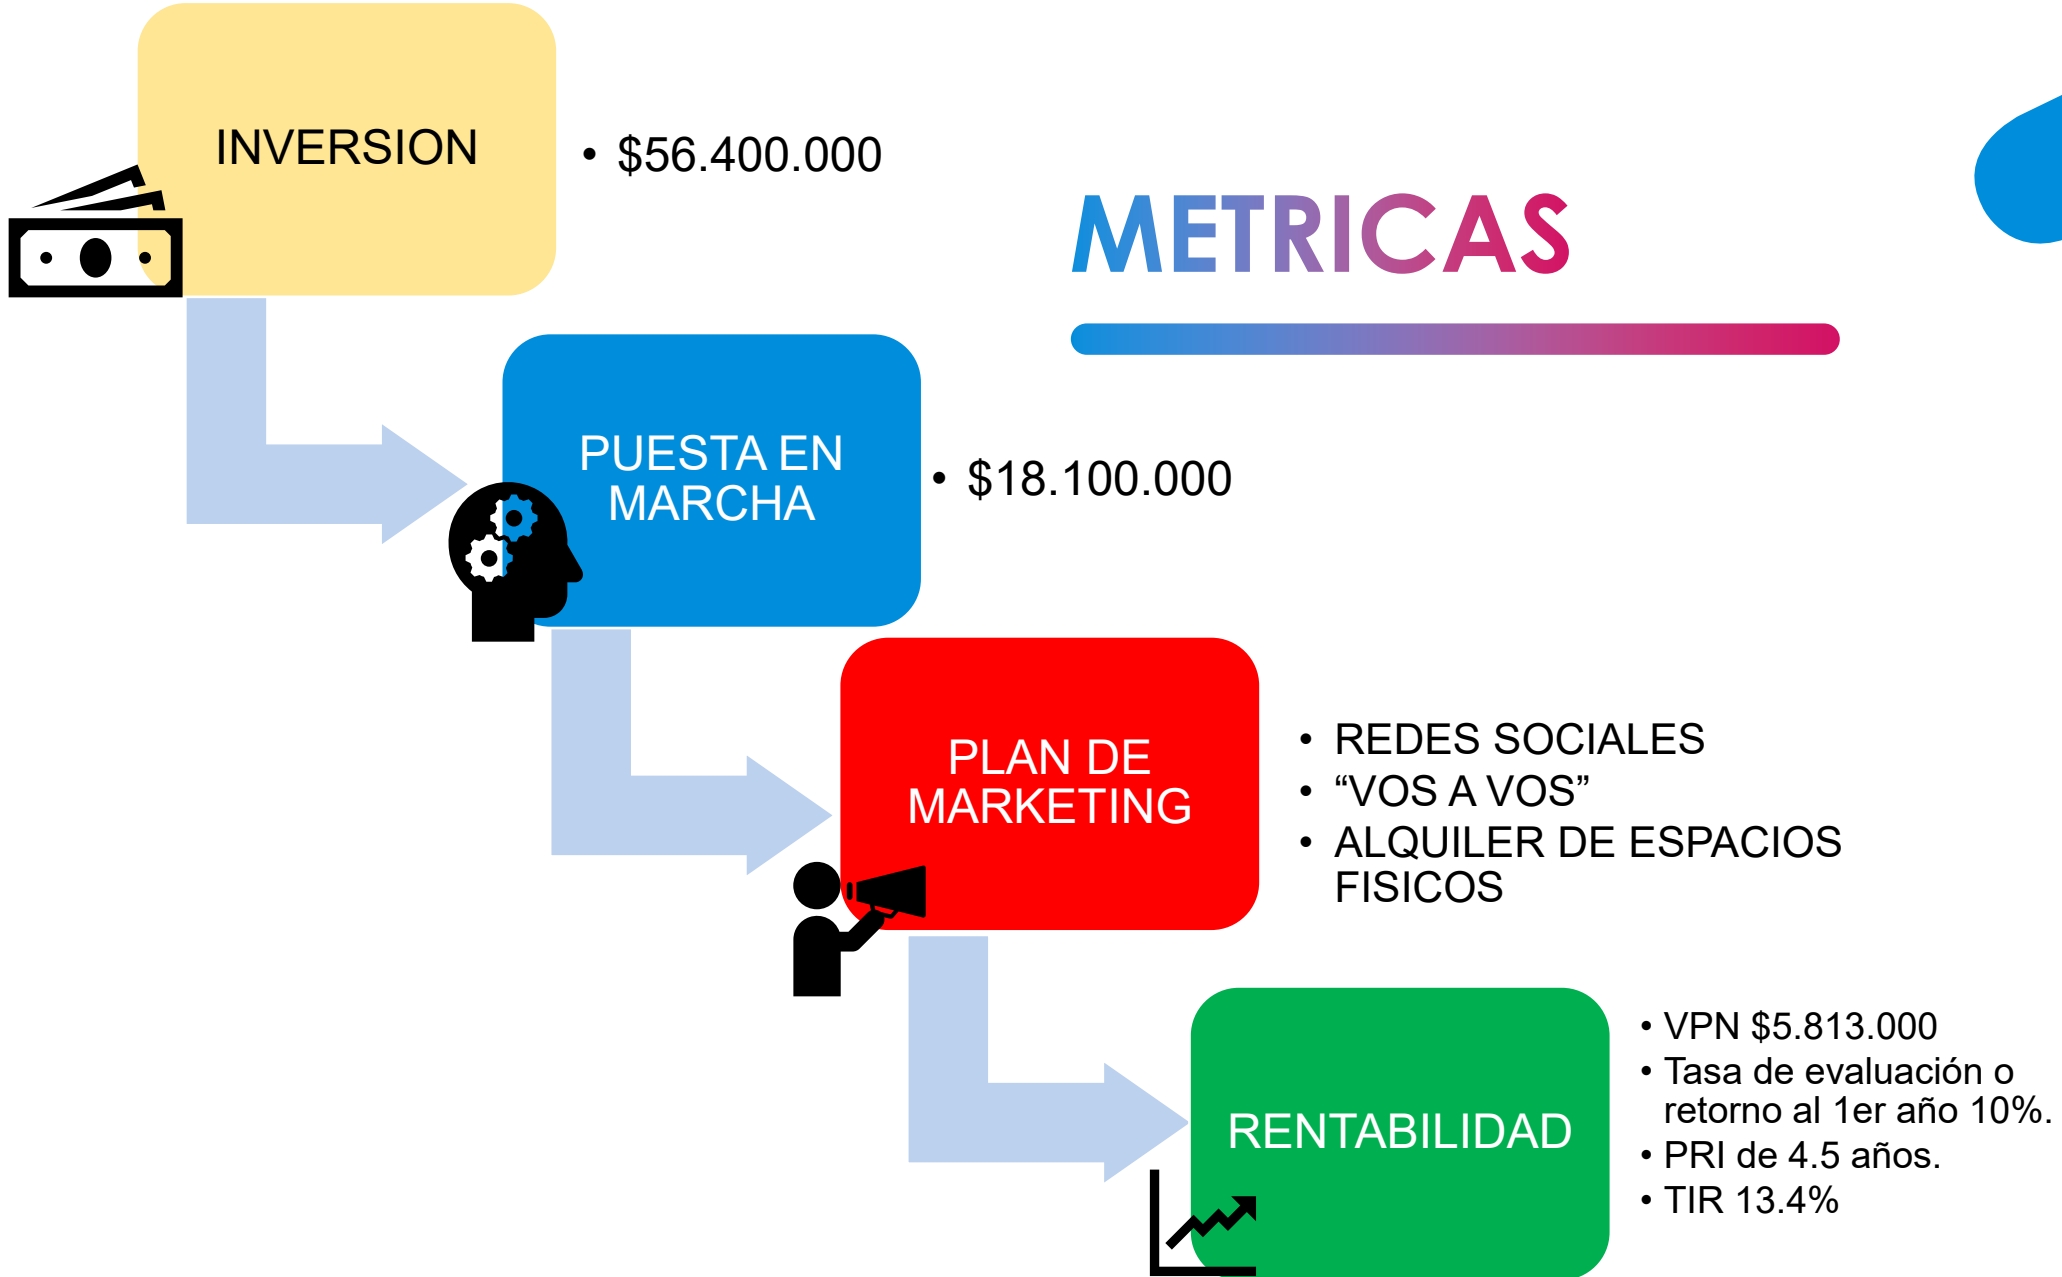 INVERSION
• $56.400.000
METRICAS
PUESTA EN
MARCHA
• $18.100.000
PLAN DE
MARKETING
• REDES SOCIALES
• “VOS A VOS”
• ALQUILER DE ESPACIOS
FISICOS
RENTABILIDAD
• VPN $5.813.000
• Tasa de evaluación o
retorno al 1er año 10%.
• PRI de 4.5 años.
• TIR 13.4%